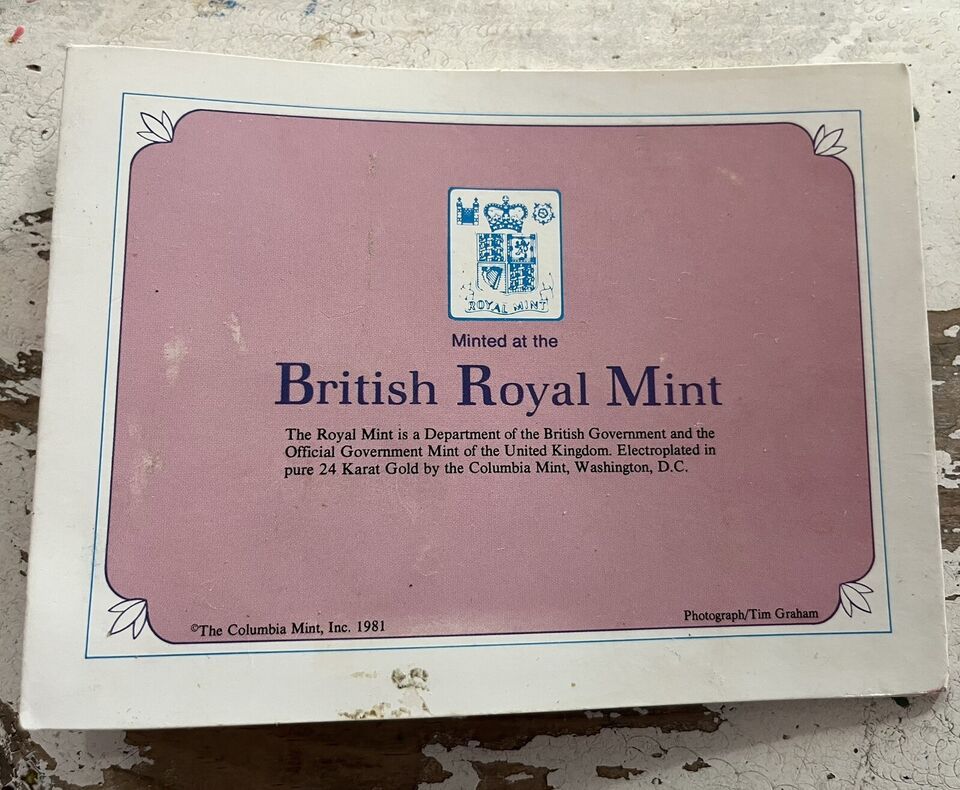 ROYAL MINT
Minted at the
British Royal Mint
The Royal Mint is a Department of the British Government and the
Official Government Mint of the United Kingdom. Electroplated in
pure 24 Karat Gold by the Columbia Mint, Washington, D.C.
©The Columbia Mint, Inc. 1981
Photograph/Tim Graham